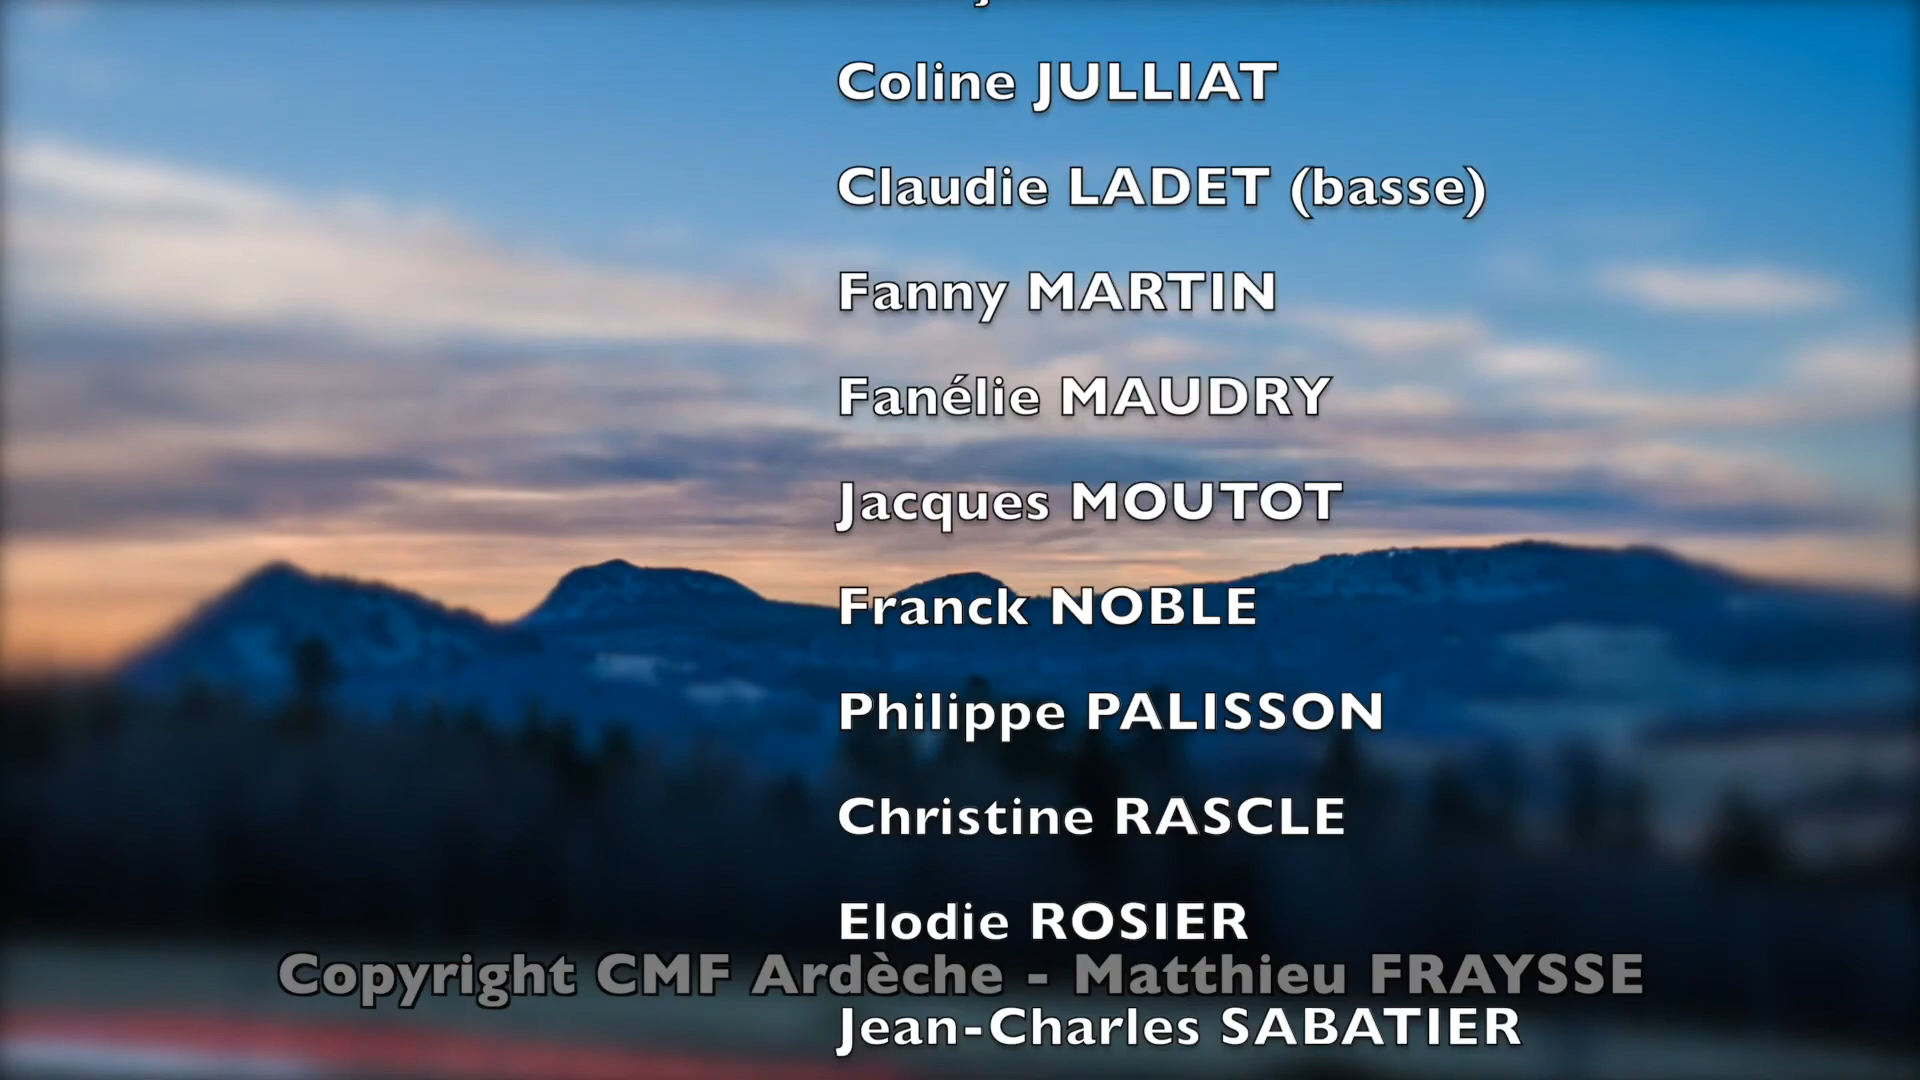 Coline JULLIAT
Claudie LADET (basse)
Fanny MARTIN
Fanélie MAUDRY
Jacques MOUTOT
Franck NOBLE
Philippe PALISSON
Christine RASCLE
Elodie ROSIER
Copyright CMF Ardèche - Matthieu FRAYSSE
Jean-Charles SABATIER